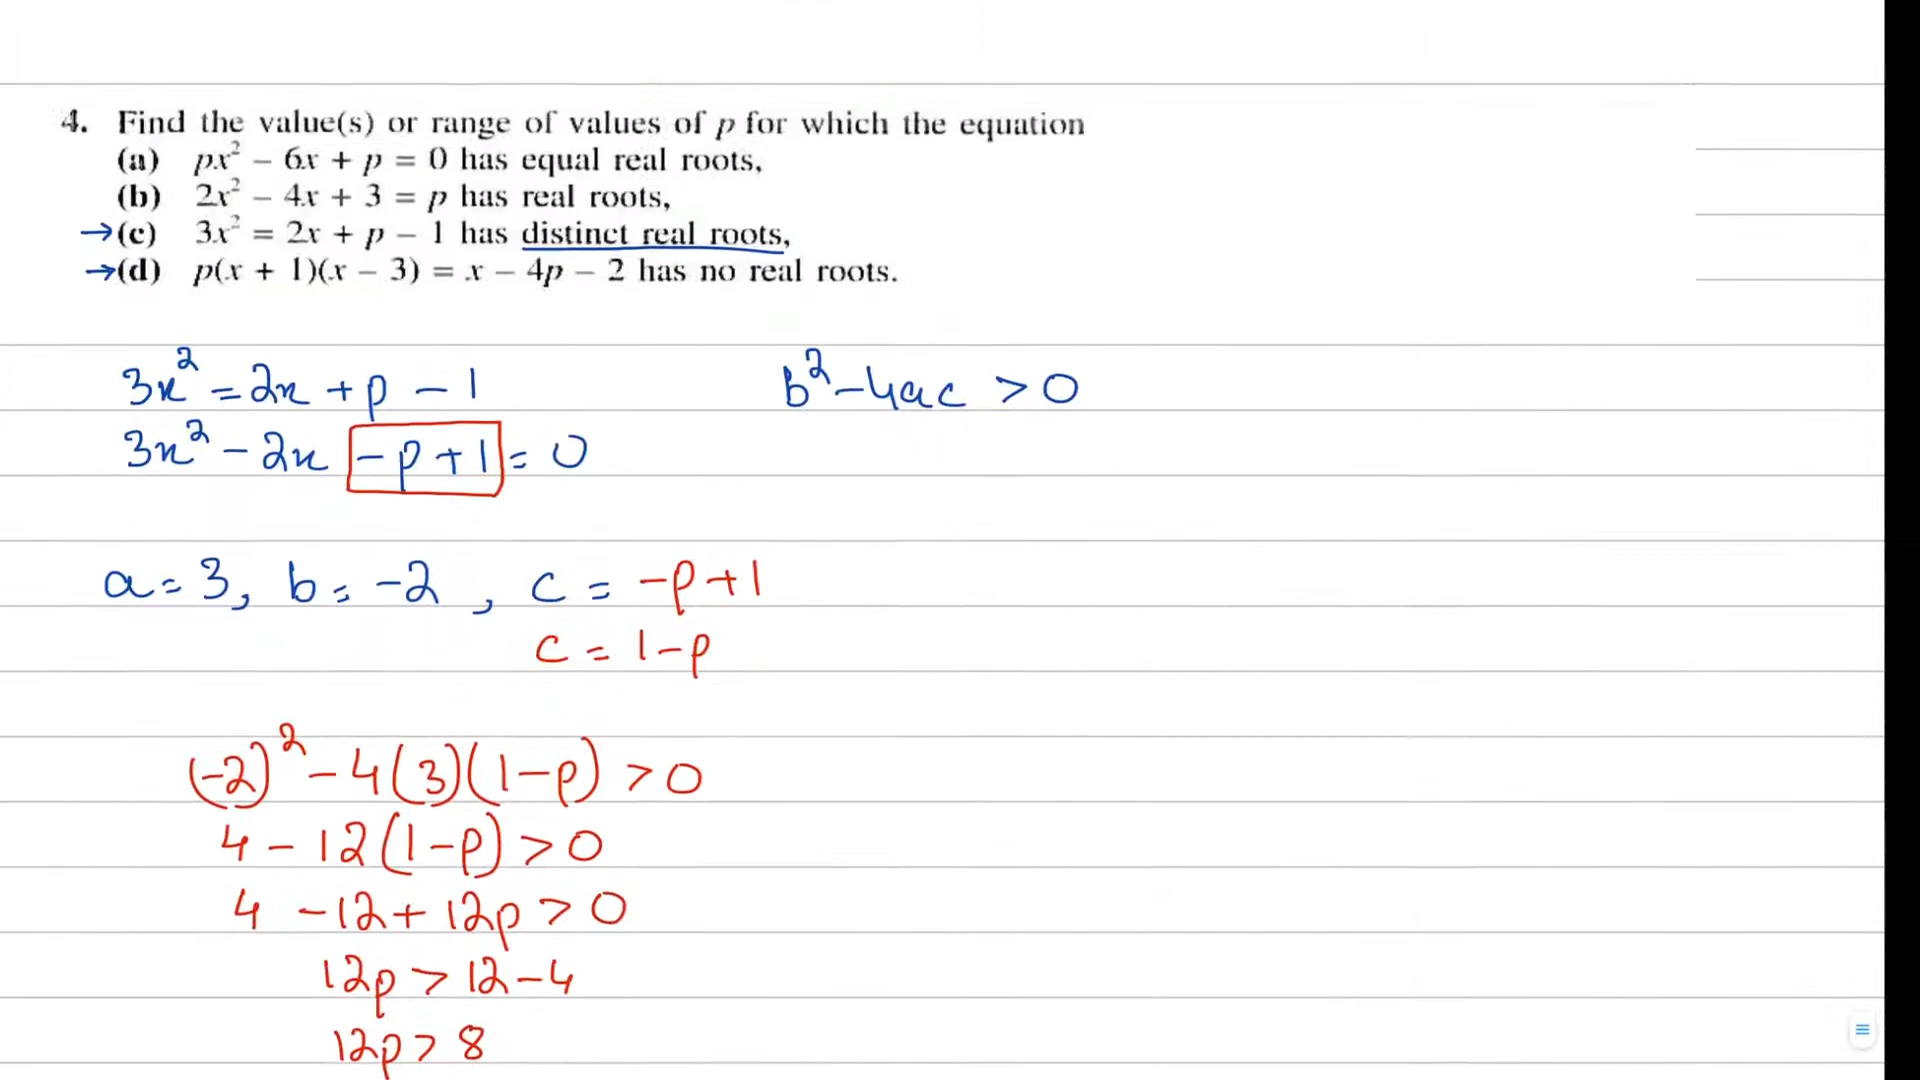 4. Find the value(s) or range of values of p for which the equation
(a) px² − 6x + p = 0 has equal real roots,
(b) 2x² − 4x + 3 = p has real roots,
→(c) 3x² = 2x + p − 1 has distinct real roots,
→(d) p(x + 1)(x − 3) = x − 4p − 2 has no real roots.
3x² = 2x + p − 1
b² − 4ac > 0
3x² − 2x − p + 1 = 0
a = 3, b = −2, c = −p + 1
c = 1 − p
(−2)² − 4(3)(1−p) > 0
4 − 12(1−p) > 0
4 − 12 + 12p > 0
12p > 12 − 4
12p > 8